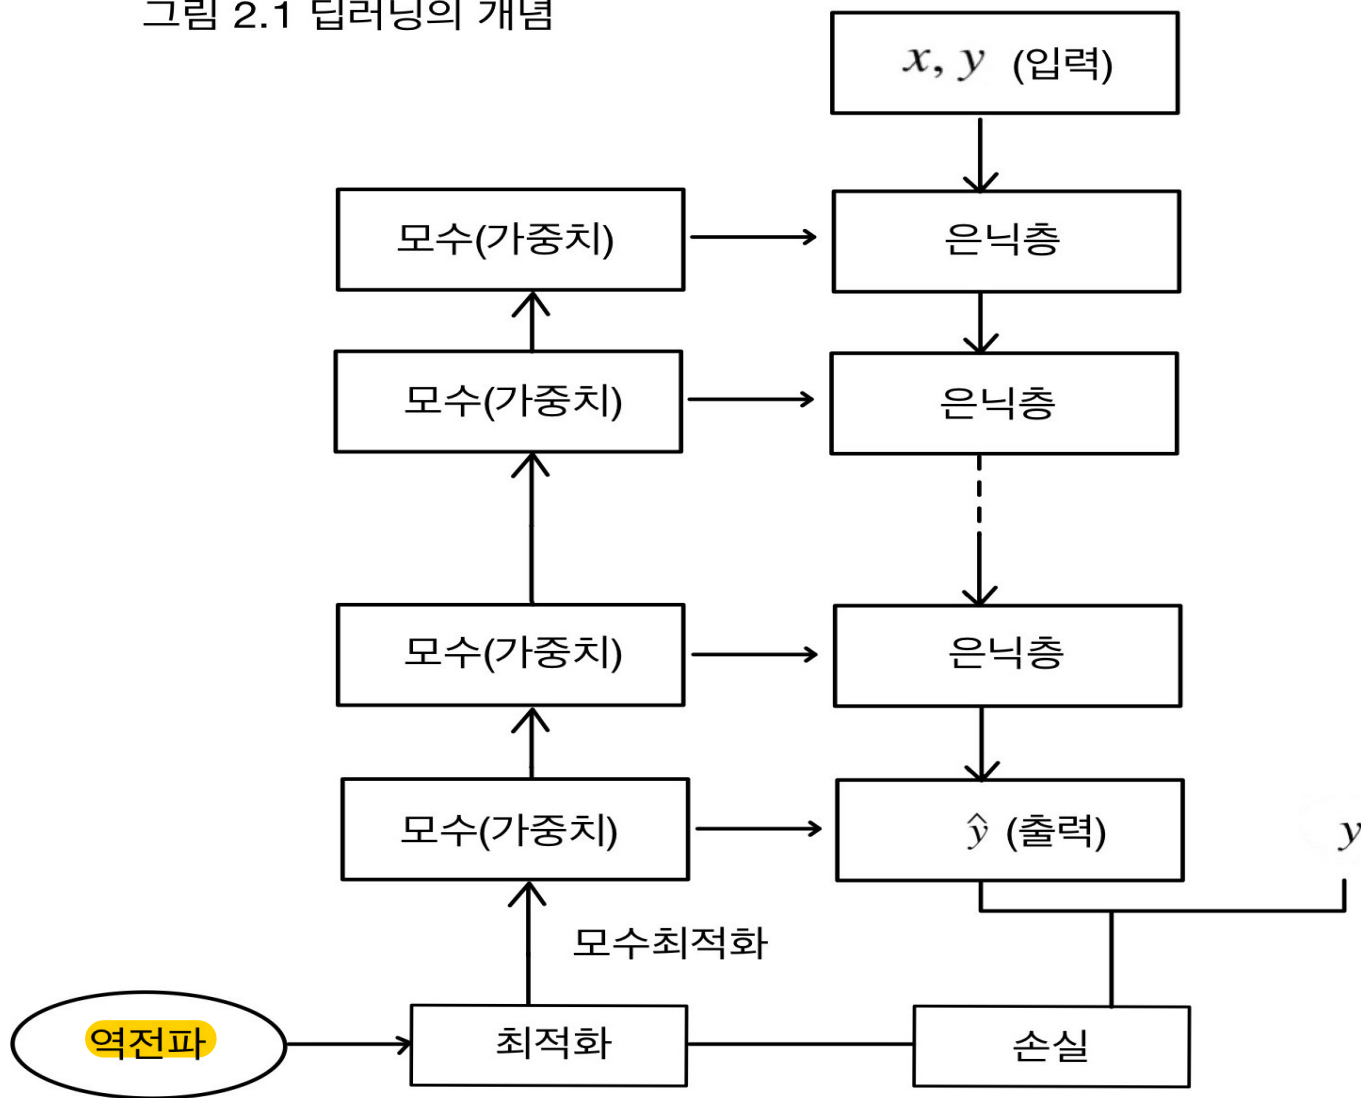 그림 2.1 딥러닝의 개념
x, y (입력)
모수(가중치)
은닉층
모수(가중치)
은닉층
모수(가중치)
은닉층
모수(가중치)
ŷ (출력)
y
모수최적화
역전파
최적화
손실